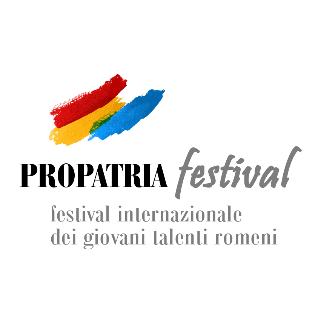 PROPATRIA festival
festival internazionale
dei giovani talenti romeni